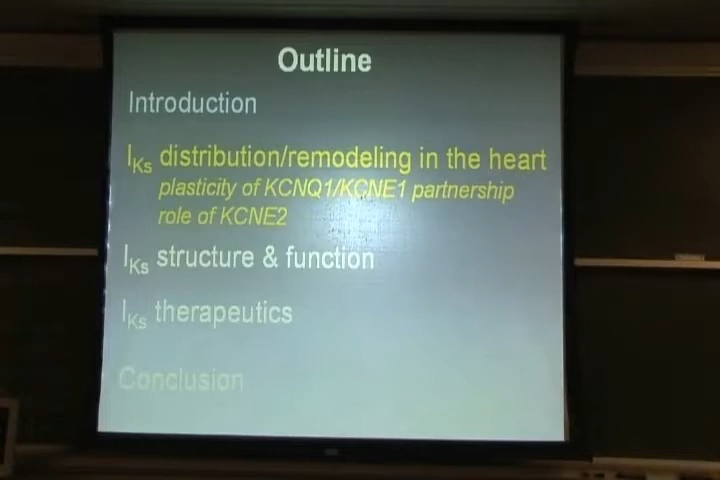 Outline
Introduction
IKs distribution/remodeling in the heart
plasticity of KCNQ1/KCNE1 partnership
role of KCNE2
IKs structure & function
IKs therapeutics
Conclusion